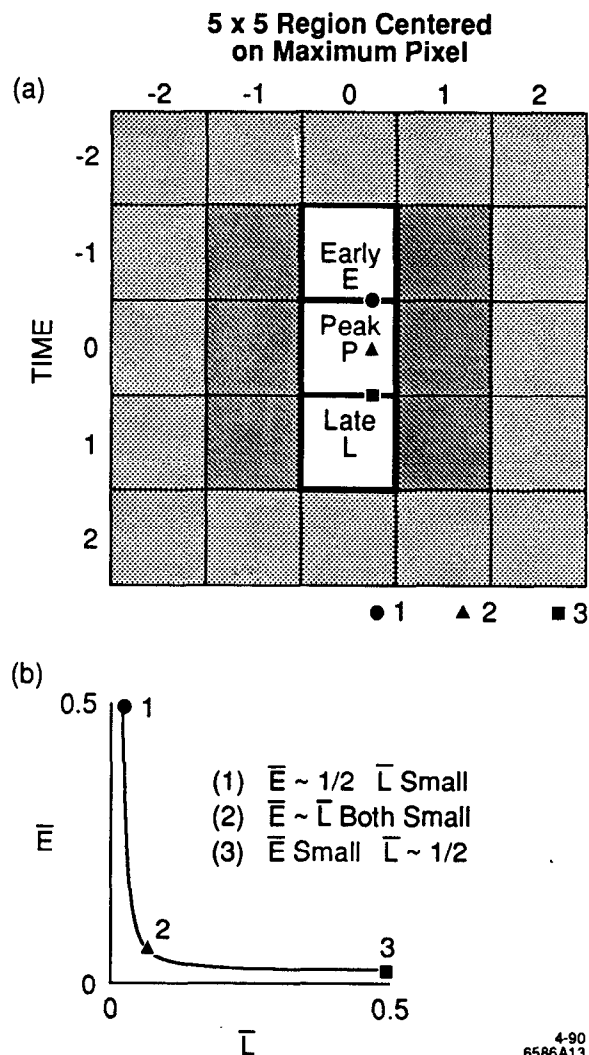 5 x 5 Region Centered
on Maximum Pixel
(a)
-2 -1 0 1 2
-2
-1
0
1
2
TIME
Early
E
Peak
P
Late
L
● 1 ▲ 2 ■ 3
(b)
0.5
1
(1) E̅ ~ 1/2 L̅ Small
(2) E̅ ~ L̅ Both Small
(3) E̅ Small L̅ ~ 1/2
E̅
2
3
0
0 0.5
L̅
4-90
6586A13